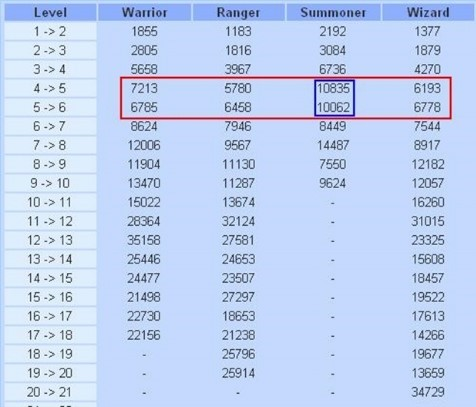 Level Warrior Ranger Summoner Wizard
1 -> 2 1855 1183 2192 1377
2 -> 3 2805 1816 3084 1879
3 -> 4 5658 3967 6736 4270
4 -> 5 7213 5780 10835 6193
5 -> 6 6785 6458 10062 6778
6 -> 7 8624 7946 8449 7544
7 -> 8 12006 9567 14487 8917
8 -> 9 11904 11130 7550 12182
9 -> 10 13470 11287 9624 12057
10 -> 11 15022 13674 - 16260
11 -> 12 28364 32124 - 31015
12 -> 13 35158 27581 - 23325
13 -> 14 25446 24653 - 15608
14 -> 15 24477 23507 - 18457
15 -> 16 21498 27297 - 19522
16 -> 17 22730 18653 - 17613
17 -> 18 22156 21238 - 14266
18 -> 19 - 25796 - 19677
19 -> 20 - 25914 - 13659
20 -> 21 - - - 34729